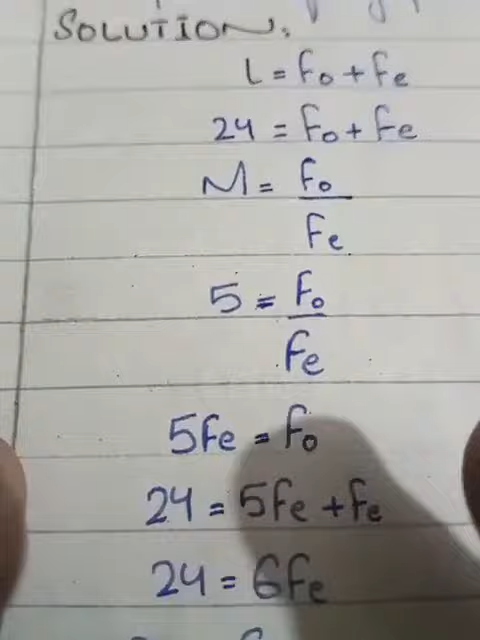 SOLUTION:
L = Fo + Fe
24 = Fo + Fe
M = Fo
Fe
5 = Fo
Fe
5Fe = Fo
24 = 5Fe + Fe
24 = 6Fe